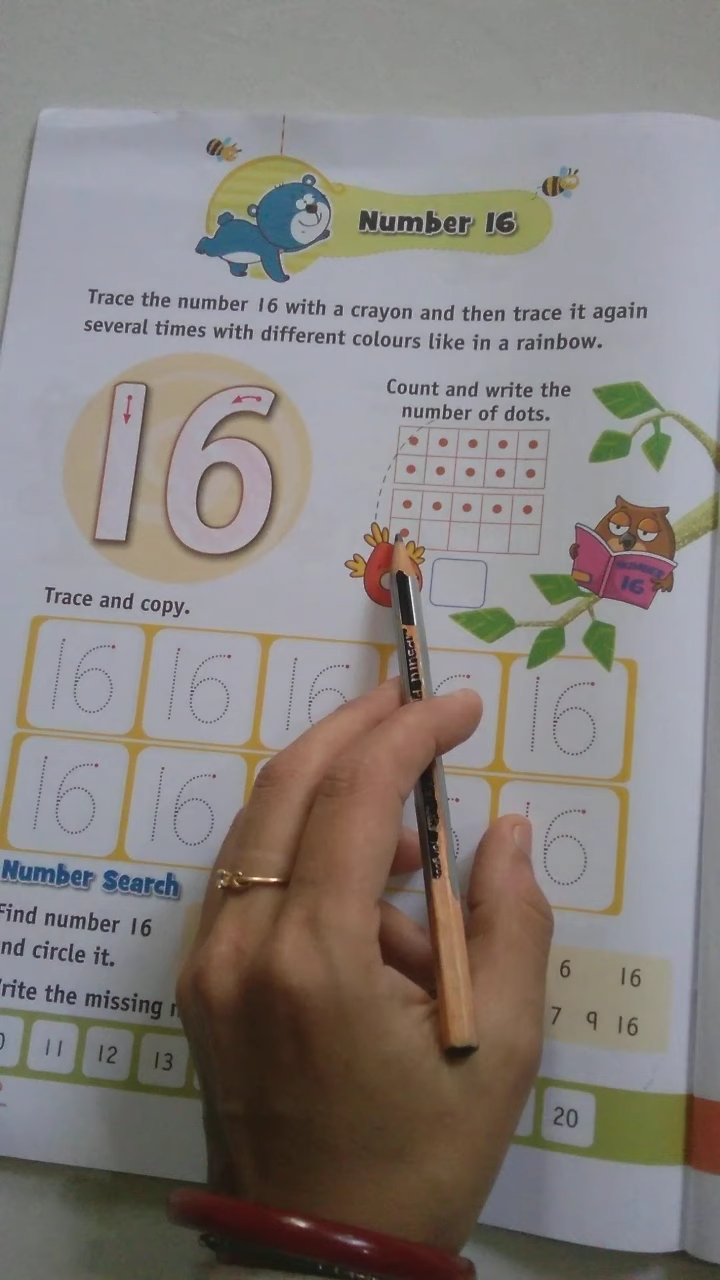 Number 16
Trace the number 16 with a crayon and then trace it again
several times with different colours like in a rainbow.
16
Count and write the
number of dots.
NUMBER
16
Trace and copy.
16 16 16 16
16 16 16
Number Search
Find number 16
and circle it.
6 16
7 9 16
Write the missing
11 12 13 20